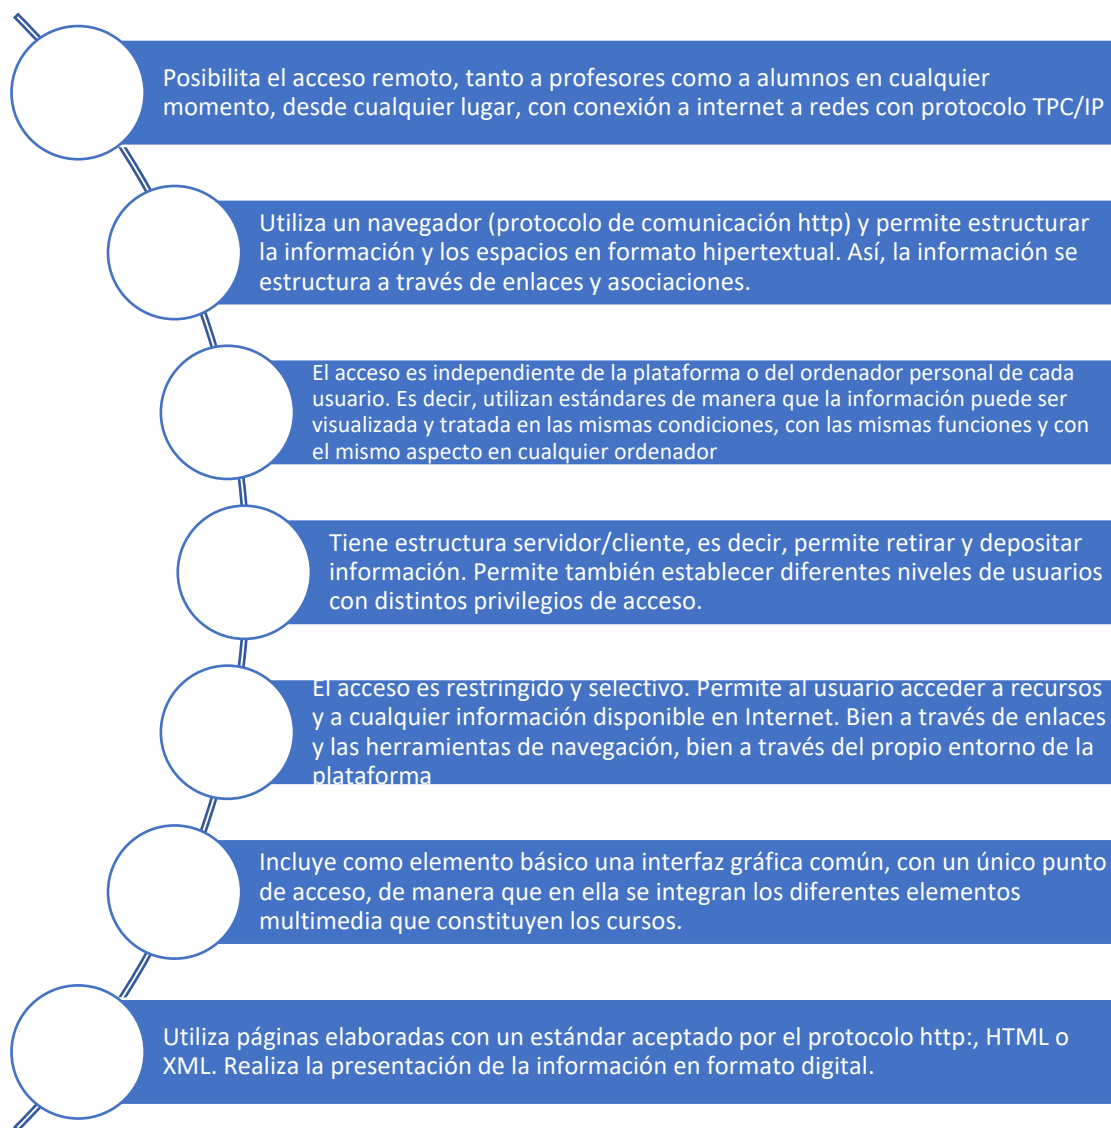 Posibilita el acceso remoto, tanto a profesores como a alumnos en cualquier
momento, desde cualquier lugar, con conexión a internet a redes con protocolo TPC/IP
Utiliza un navegador (protocolo de comunicación http) y permite estructurar
la información y los espacios en formato hipertextual. Así, la información se
estructura a través de enlaces y asociaciones.
El acceso es independiente de la plataforma o del ordenador personal de cada
usuario. Es decir, utilizan estándares de manera que la información puede ser
visualizada y tratada en las mismas condiciones, con las mismas funciones y con
el mismo aspecto en cualquier ordenador
Tiene estructura servidor/cliente, es decir, permite retirar y depositar
información. Permite también establecer diferentes niveles de usuarios
con distintos privilegios de acceso.
El acceso es restringido y selectivo. Permite al usuario acceder a recursos
y a cualquier información disponible en Internet. Bien a través de enlaces
y las herramientas de navegación, bien a través del propio entorno de la
plataforma
Incluye como elemento básico una interfaz gráfica común, con un único punto
de acceso, de manera que en ella se integran los diferentes elementos
multimedia que constituyen los cursos.
Utiliza páginas elaboradas con un estándar aceptado por el protocolo http:, HTML o
XML. Realiza la presentación de la información en formato digital.